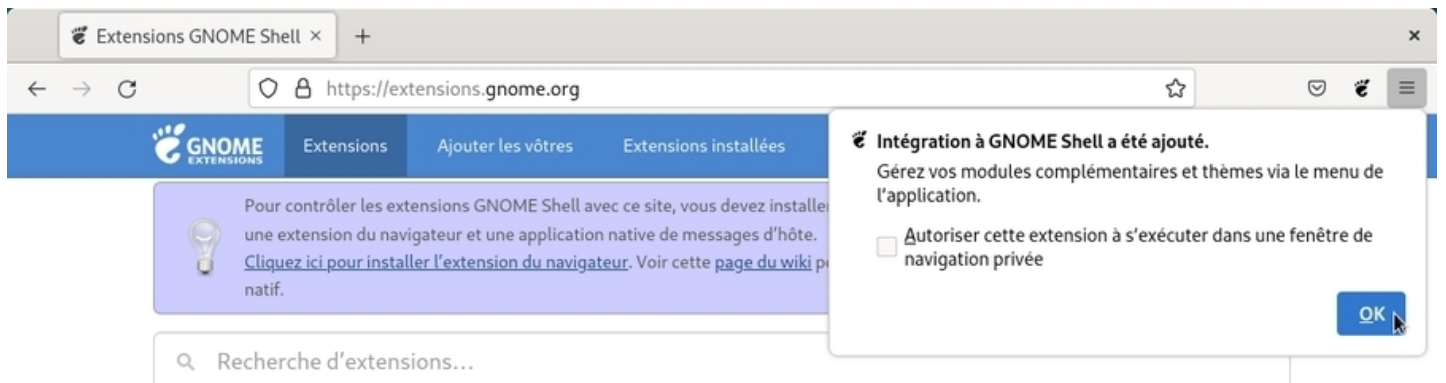 Extensions GNOME Shell
https://extensions.gnome.org
GNOME
EXTENSIONS
Extensions
Ajouter les vôtres
Extensions installées
Pour contrôler les extensions GNOME Shell avec ce site, vous devez installer
une extension du navigateur et une application native de messages d'hôte.
Cliquez ici pour installer l'extension du navigateur. Voir cette page du wiki
natif.
Recherche d'extensions...
Intégration à GNOME Shell a été ajouté.
Gérez vos modules complémentaires et thèmes via le menu de
l'application.
Autoriser cette extension à s'exécuter dans une fenêtre de
navigation privée
OK